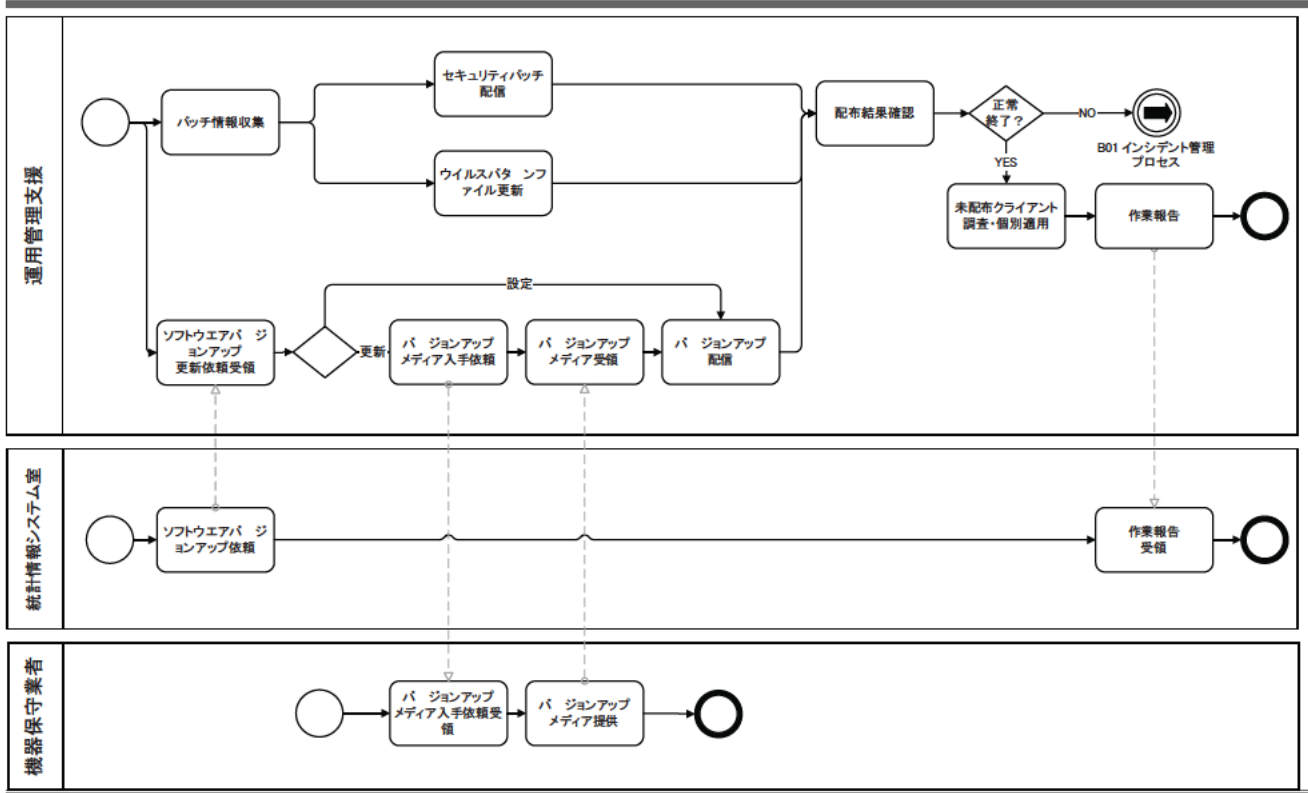 運用管理支援
セキュリティパッチ
配信
パッチ情報収集
ウイルスパタ ーンフ
ァイル更新
配布結果確認
正常
終了？
NO
B01 インシデント管理
プロセス
YES
未配布クライアント
調査・個別適用
作業報告
設定
ソフトウエアバ ージ
ョンアップ
更新依頼受領
更新
バ ージョンアップ
メディア入手依頼
バ ージョンアップ
メディア受領
バ ージョンアップ
配信
統計情報システム室
ソフトウエアバ ージ
ョンアップ依頼
作業報告
受領
機器保守業者
バ ージョンアップ
メディア入手依頼受
領
バ ージョンアップ
メディア提供